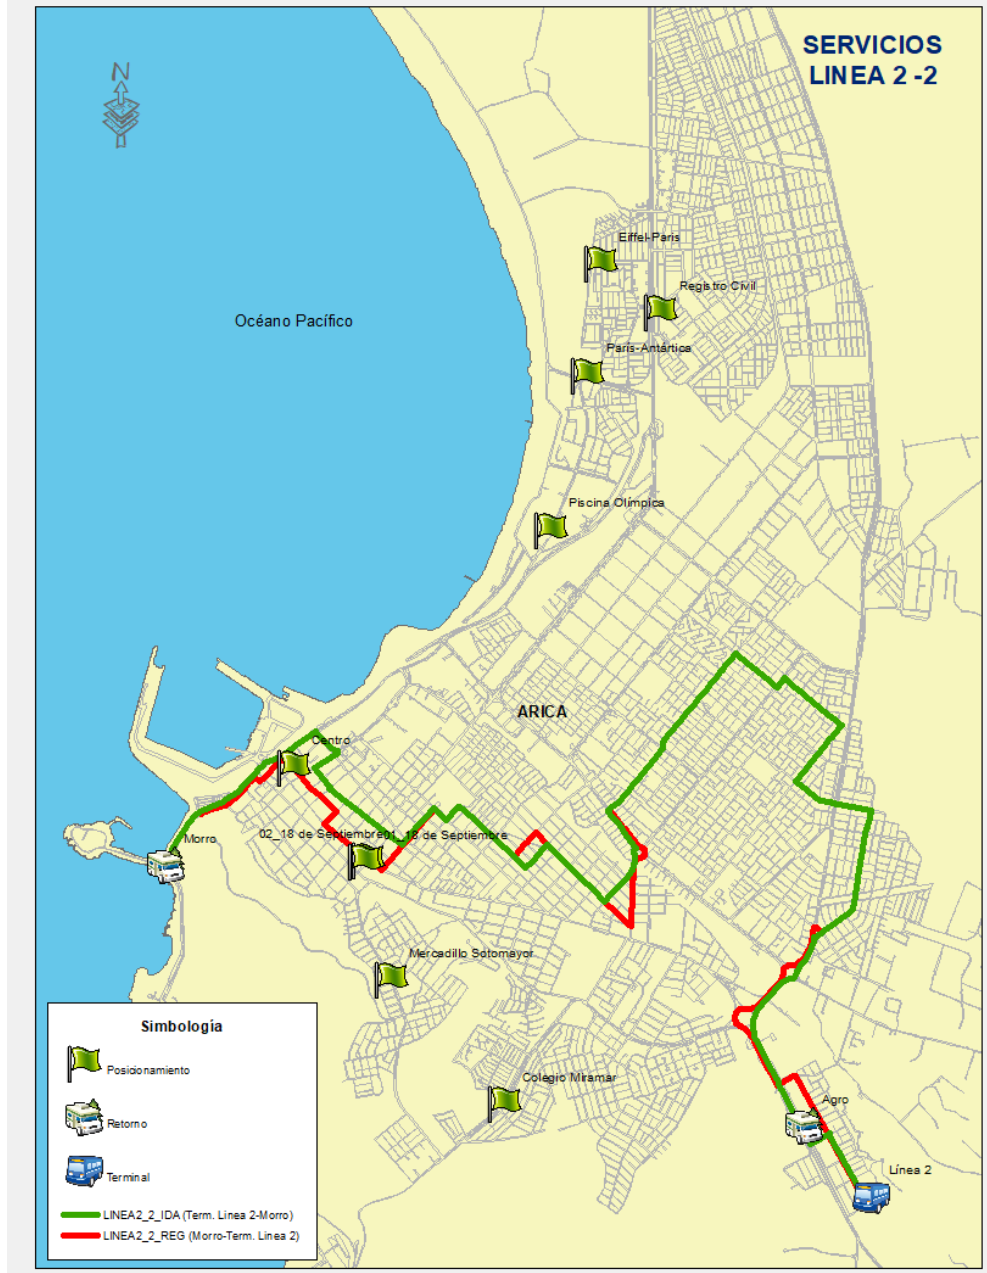 SERVICIOS
LINEA 2 -2
N
Eiffel-Paris
Registro Civil
Océano Pacífico
Paris-Antártica
Piscina Olímpica
ARICA
Centro
02_18 de Septiembre
01_18 de Septiembre
Morro
Mercadillo Sotomayor
Simbología
Posicionamiento
Colegio Miramar
Agro
Retorno
Línea 2
Terminal
LINEA2_2_IDA (Term. Linea 2-Morro)
LINEA2_2_REG (Morro-Term. Linea 2)